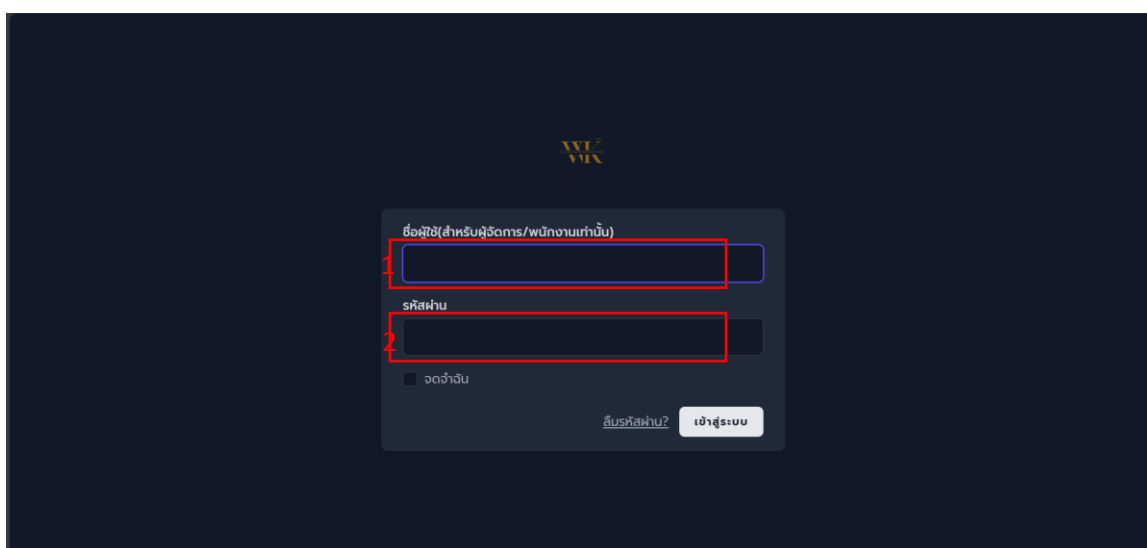 WK
ชื่อผู้ใช้(สำหรับผู้จัดการ/พนักงานเท่านั้น)
1
รหัสผ่าน
2
จดจำฉัน
ลืมรหัสผ่าน? เข้าสู่ระบบ